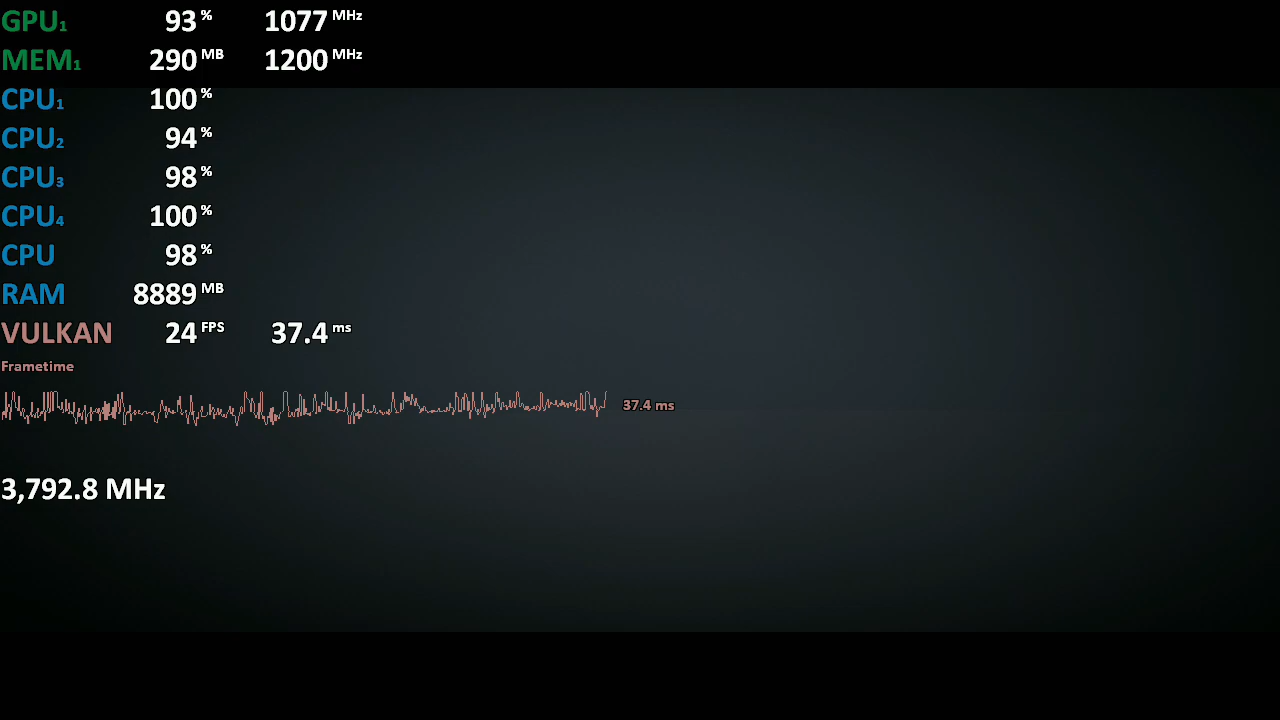 GPU1 93 % 1077 MHz
MEM1 290 MB 1200 MHz
CPU1 100 %
CPU2 94 %
CPU3 98 %
CPU4 100 %
CPU 98 %
RAM 8889 MB
VULKAN 24 FPS 37.4 ms
Frametime
37.4 ms
3,792.8 MHz